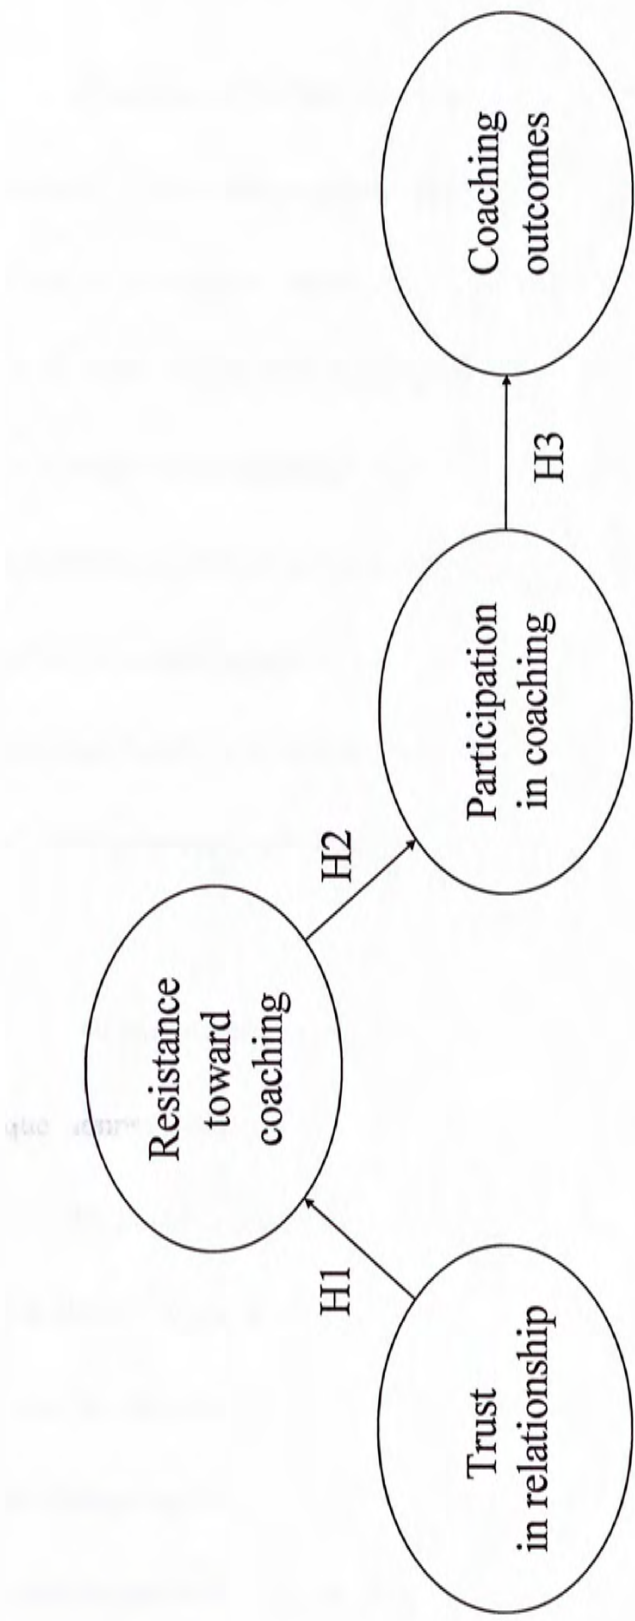 Trust
in relationship
H1
Resistance
toward
coaching
H2
Participation
in coaching
H3
Coaching
outcomes